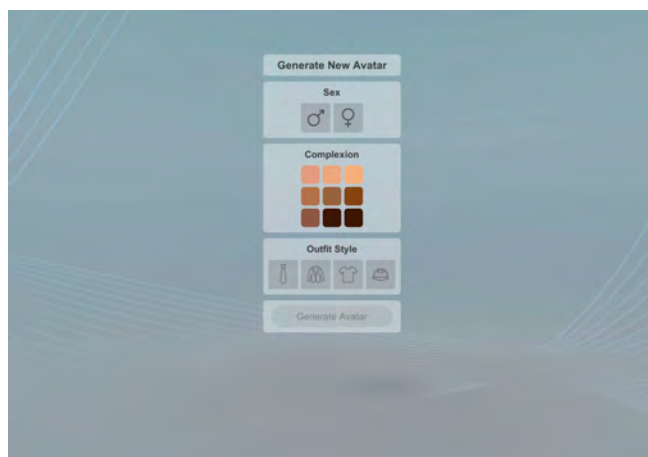 Generate New Avatar
Sex
Complexion
Outfit Style
Generate Avatar